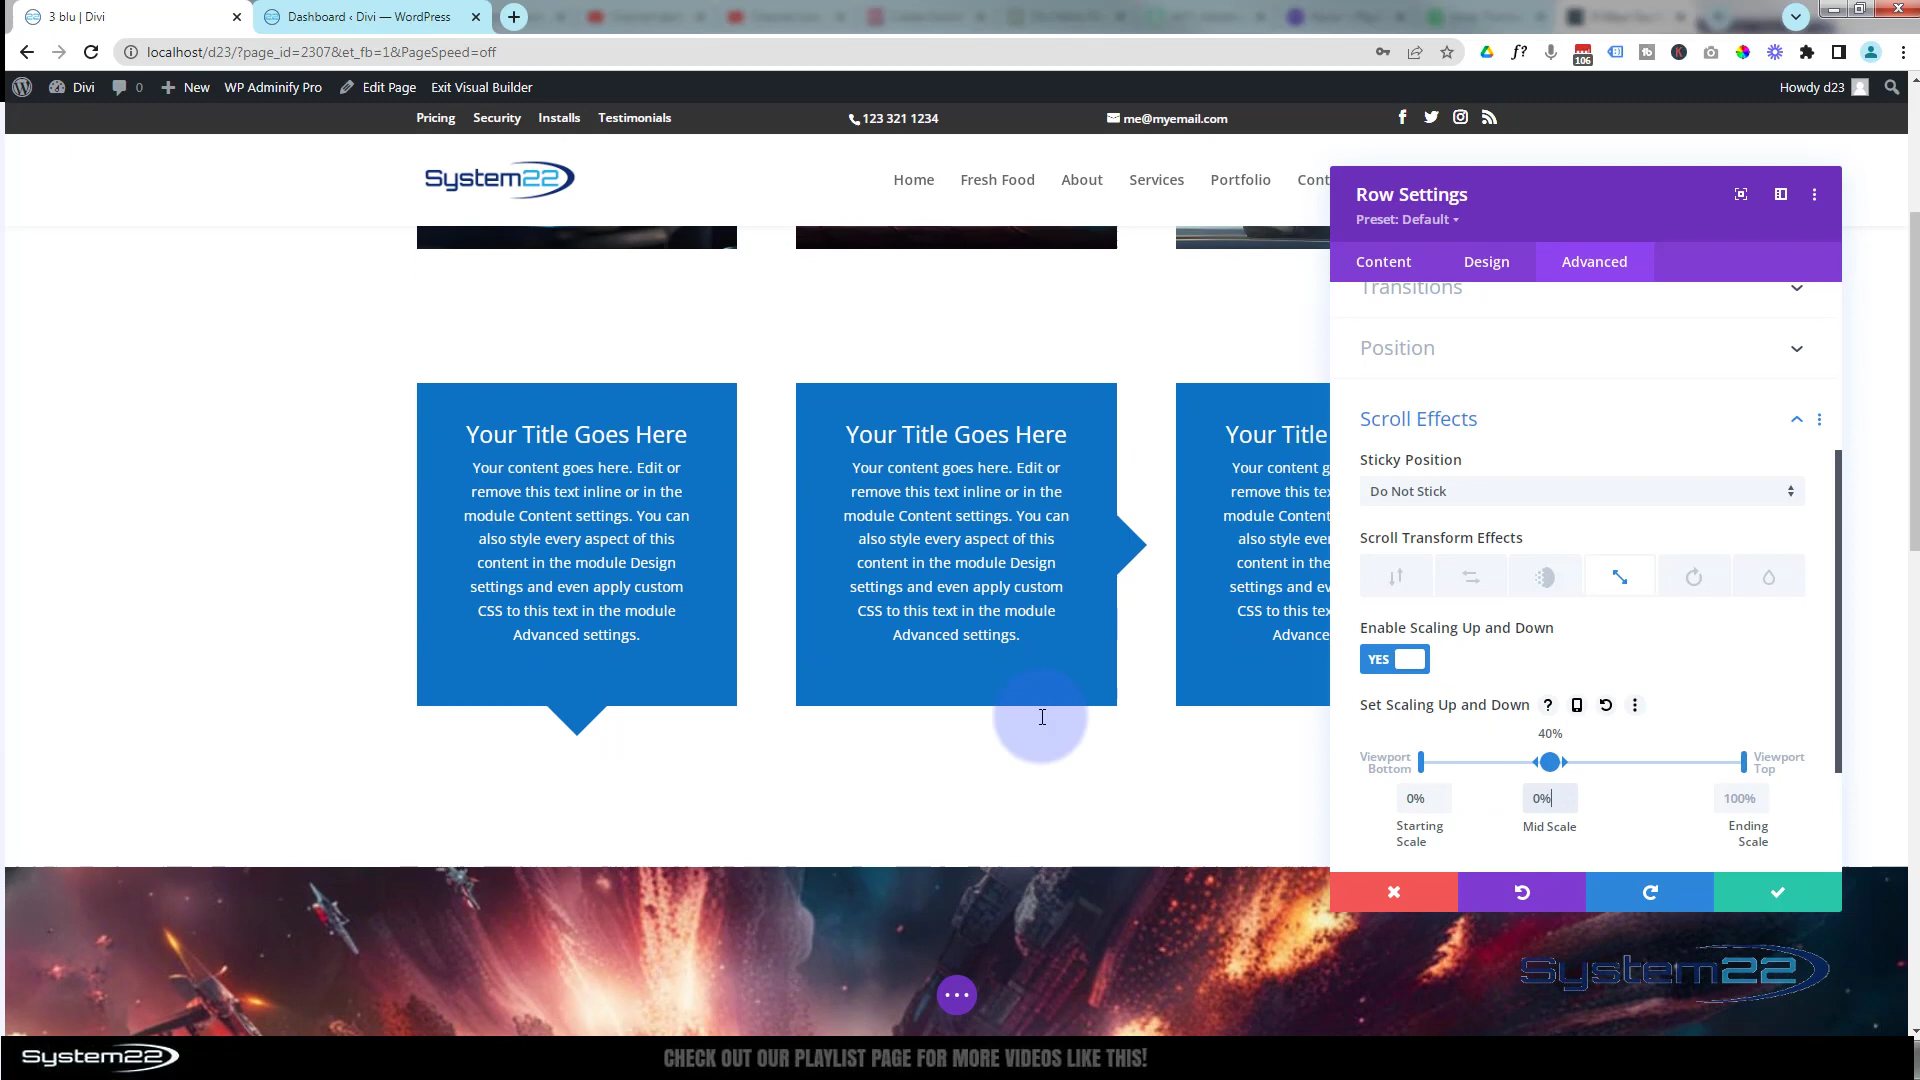 3 blu | Divi
Dashboard ‹ Divi — WordPress
localhost/d23/?page_id=2307&et_fb=1&PageSpeed=off
106
Divi
0
New
WP Adminify Pro
Edit Page
Exit Visual Builder
Howdy d23
Pricing
Security
Installs
Testimonials
123 321 1234
me@myemail.com
System22
Home
Fresh Food
About
Services
Portfolio
Cont
Row Settings
Preset: Default
Content
Design
Advanced
Transitions
Position
Scroll Effects
Sticky Position
Do Not Stick
Scroll Transform Effects
Enable Scaling Up and Down
YES
Set Scaling Up and Down
?
40%
Viewport
Bottom
Viewport
Top
0%
0%
100%
Starting
Scale
Mid Scale
Ending
Scale
Your Title Goes Here
Your content goes here. Edit or
remove this text inline or in the
module Content settings. You can
also style every aspect of this
content in the module Design
settings and even apply custom
CSS to this text in the module
Advanced settings.
Your Title Goes Here
Your content goes here. Edit or
remove this text inline or in the
module Content settings. You can
also style every aspect of this
content in the module Design
settings and even apply custom
CSS to this text in the module
Advanced settings.
Your Title
Your content g
remove this tex
module Content
also style ever
content in the
settings and ev
CSS to this tex
Advance
System22
System22
CHECK OUT OUR PLAYLIST PAGE FOR MORE VIDEOS LIKE THIS!